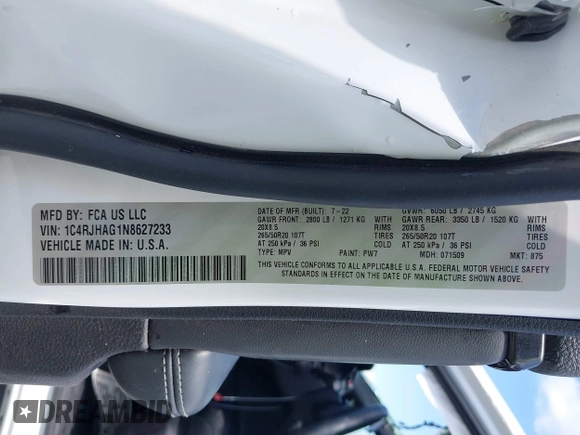 MFD BY: FCA US LLC
VIN: 1C4RJHAG1N8627233
VEHICLE MADE IN U.S.A.
DATE OF MFR (BUILT): 7-22
GAWR FRONT: 2800 LB / 1271 KG
20X8.5
265/50R20 107T
AT 250 kPa / 36 PSI
TYPE: MPV
WITH
RIMS
TIRES
COLD
PAINT: PW7
GVWR: 6050 LB / 2745 KG
GAWR REAR: 3350 LB / 1520 KG
20X8.5
265/50R20 107T
AT 250 kPa / 36 PSI
MDH: 071509
WITH
RIMS
TIRES
COLD
MKT: 875
THIS VEHICLE CONFORMS TO ALL APPLICABLE U.S.A. FEDERAL MOTOR VEHICLE SAFETY
STANDARDS IN EFFECT ON THE DATE OF MANUFACTURE SHOWN ABOVE.
DREAMBID